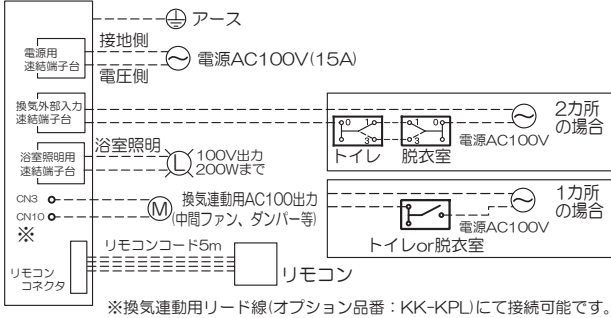 アース
電源用
速結端子台
接地側
電圧側
電源AC100V(15A)
換気外部入力
速結端子台
0 1 3
1 0 3
トイレ
脱衣室
電源AC100V
2カ所
の場合
浴室照明用
速結端子台
浴室照明
L
100V出力
200Wまで
CN3
CN10
※
M
換気連動用AC100出力
(中間ファン、ダンパー等)
トイレor脱衣室
電源AC100V
1カ所
の場合
リモコン
コネクタ
リモコンコード5m
リモコン
※換気連動用リード線(オプション品番：KK-KPL)にて接続可能です。